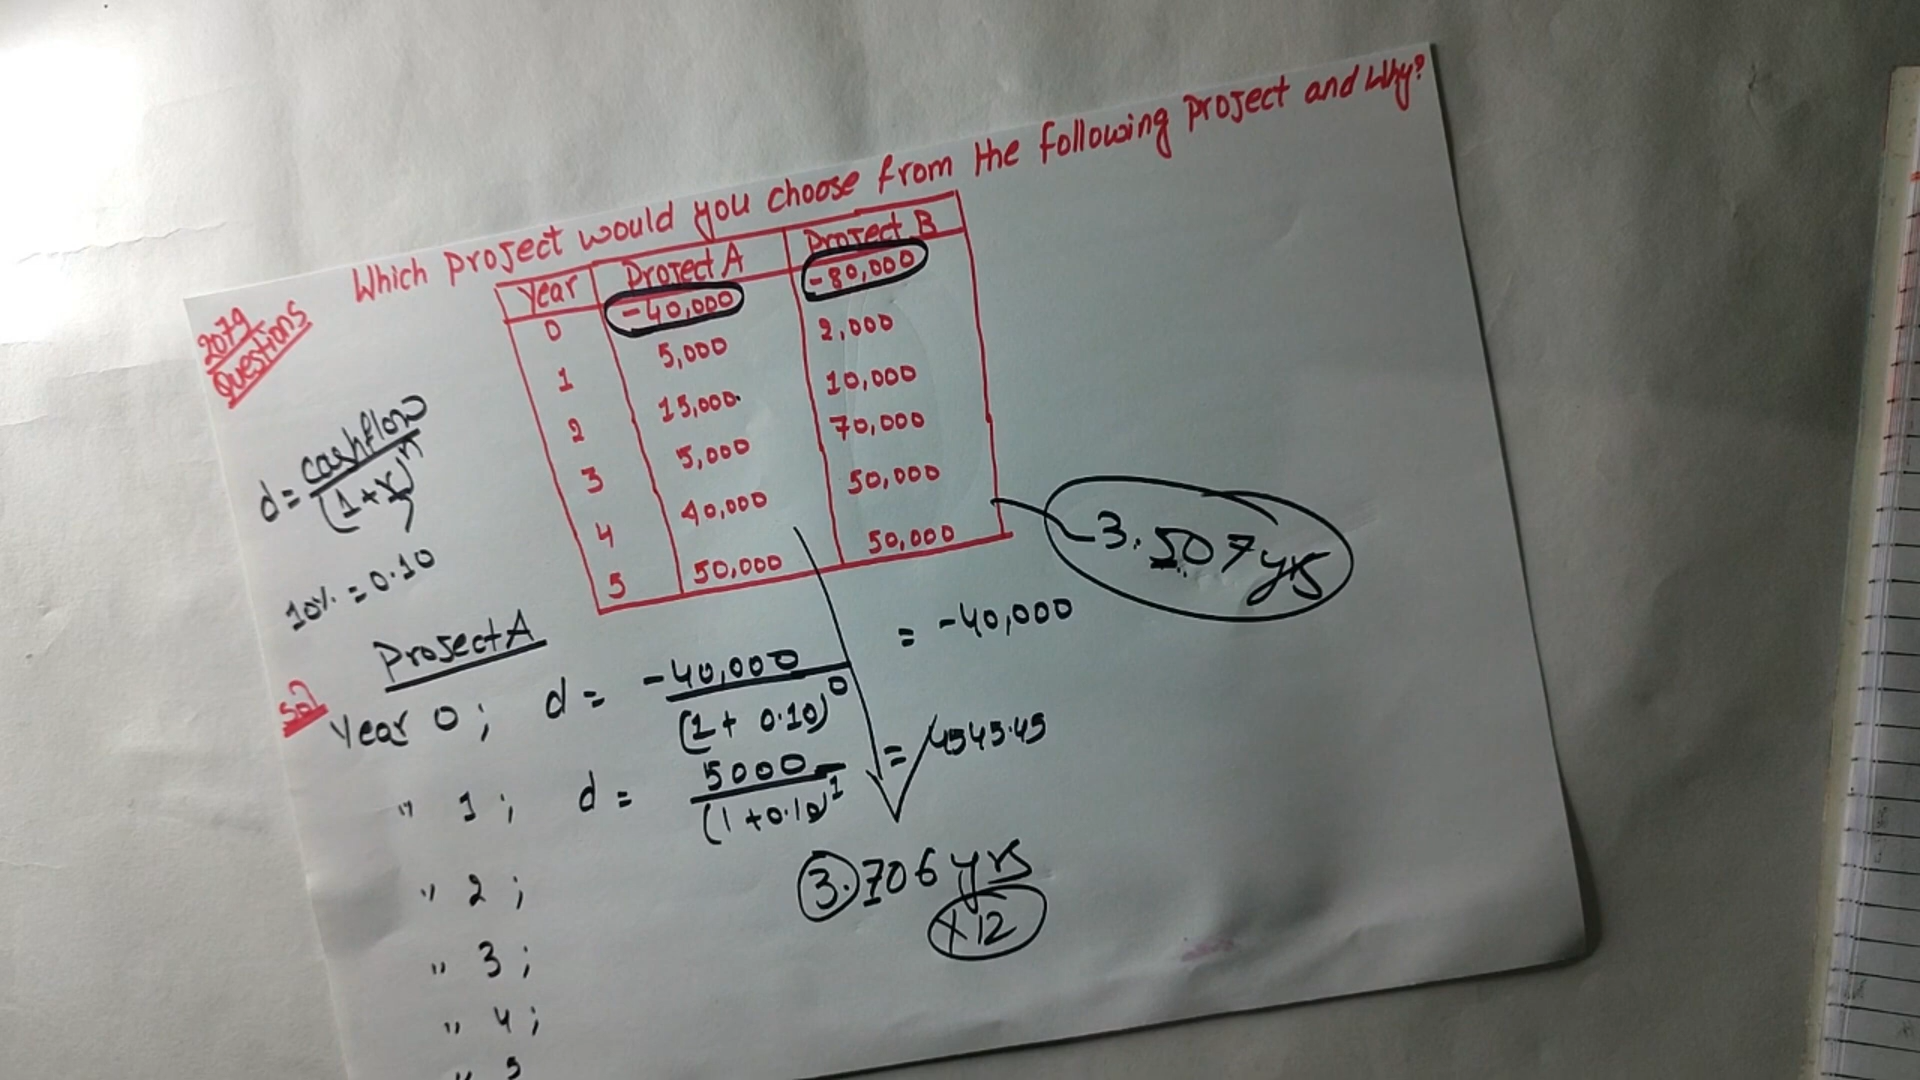 Which project would you choose from the following project and Why?
2079
Questions
Year Project A Project B
0 -40,000 -80,000
1 5,000 2,000
2 15,000. 10,000
3 5,000 70,000
4 40,000 50,000
5 50,000 50,000
d = cashflow
(1+r)^n
10% = 0.10
3.507 yrs
Project A
Sol
Year 0 ; d = -40,000 = -40,000
(1 + 0.10)^0
" 1 ; d = 5000 = 4545.45
(1 + 0.10)^1
" 2 ;
3.706 yrs
×12
" 3 ;
" 4 ;
" 5